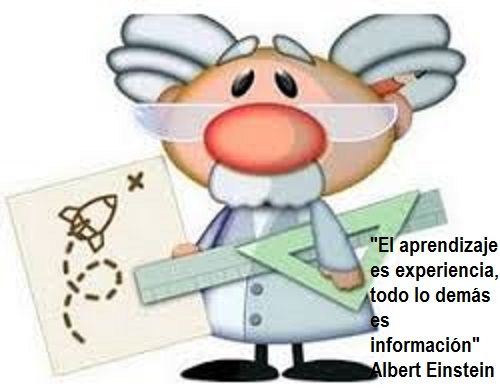 "El aprendizaje
es experiencia,
todo lo demás
es
información"
Albert Einstein